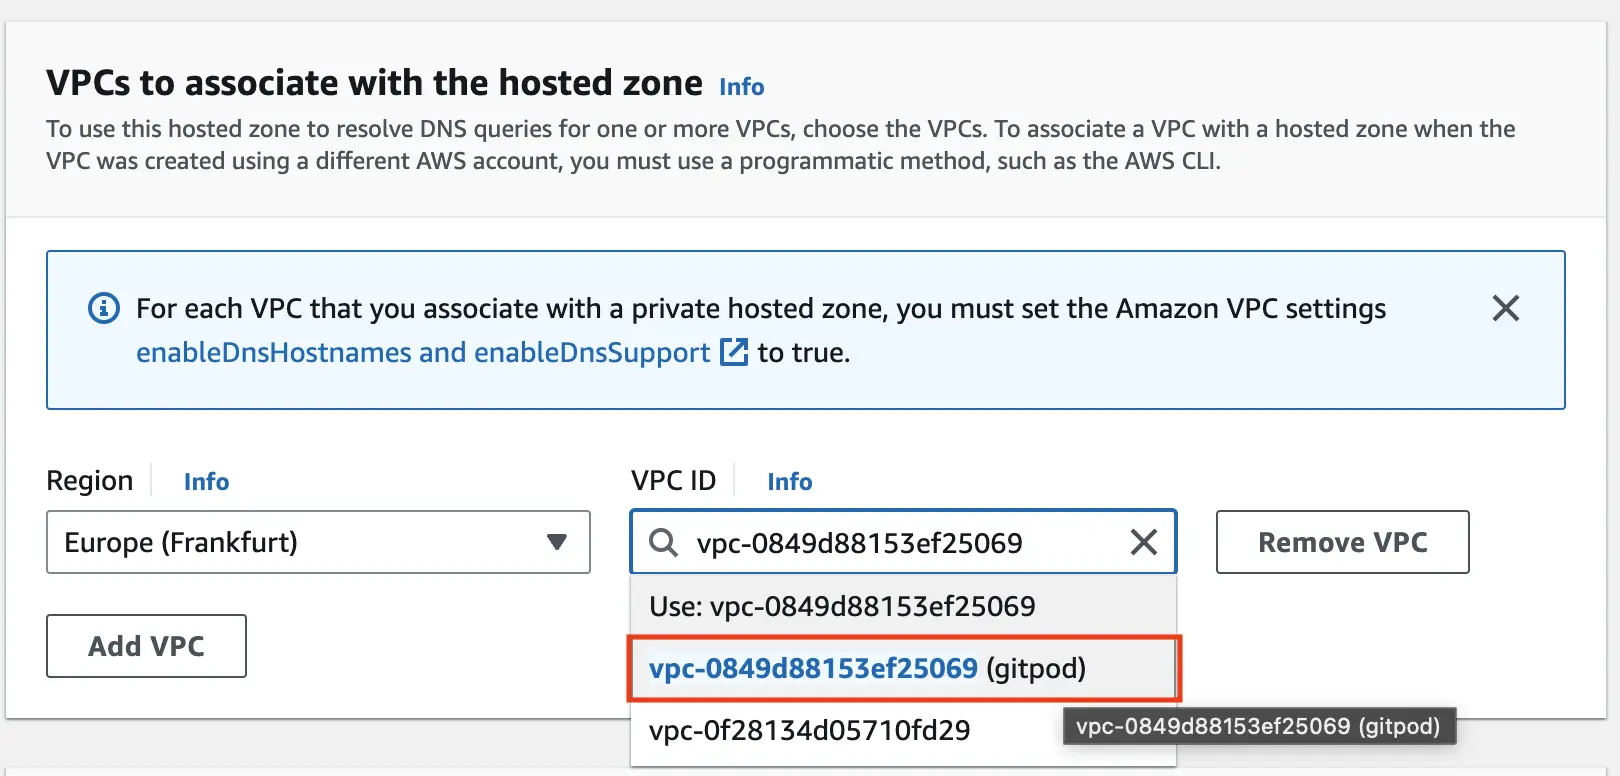 VPCs to associate with the hosted zone Info
To use this hosted zone to resolve DNS queries for one or more VPCs, choose the VPCs. To associate a VPC with a hosted zone when the
VPC was created using a different AWS account, you must use a programmatic method, such as the AWS CLI.
For each VPC that you associate with a private hosted zone, you must set the Amazon VPC settings
enableDnsHostnames and enableDnsSupport to true.
Region Info
VPC ID Info
Europe (Frankfurt)
vpc-0849d88153ef25069
Remove VPC
Use: vpc-0849d88153ef25069
Add VPC
vpc-0849d88153ef25069 (gitpod)
vpc-0f28134d05710fd29
vpc-0849d88153ef25069 (gitpod)